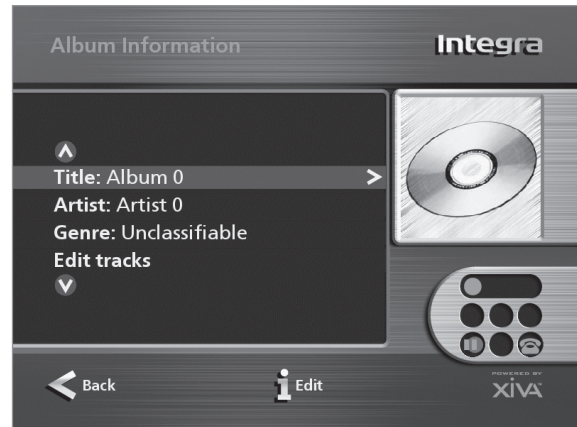 Album Information
Integra
Title: Album 0
Artist: Artist 0
Genre: Unclassifiable
Edit tracks
Back
Edit
POWERED BY
XiVA